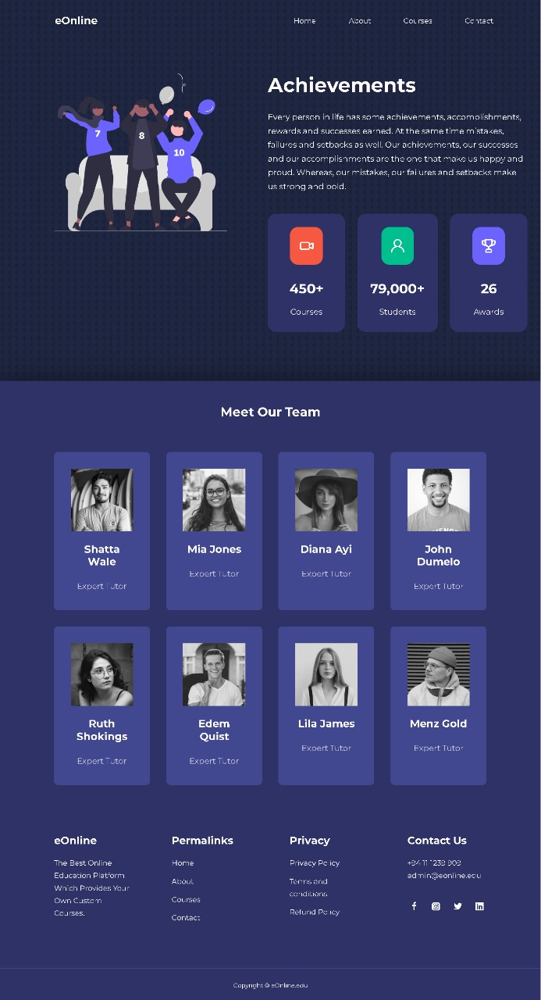 eOnline
Home
About
Courses
Contact
7
8
10
Achievements
Every person in life has some achievements, accomplishments,
rewards and successes earned. At the same time mistakes,
failures and setbacks as well. Our achievements, our successes
and our accomplishments are the one that make us happy and
proud. Whereas, our mistakes, our failures and setbacks make
us strong and bold.
450+
Courses
79,000+
Students
26
Awards
Meet Our Team
Shatta
Wale
Expert Tutor
Mia Jones
Expert Tutor
Diana Ayi
Expert Tutor
John
Dumelo
Expert Tutor
Ruth
Shokings
Expert Tutor
Edem
Quist
Expert Tutor
Lila James
Expert Tutor
Menz Gold
Expert Tutor
eOnline
The Best Online
Education Platform
Which Provides Your
Own Custom
Courses.
Permalinks
Home
About
Courses
Contact
Privacy
Privacy Policy
Terms and
conditions
Refund Policy
Contact Us
+94 11 1239 909
admin@eonline.edu
Copyright © eOnline.edu